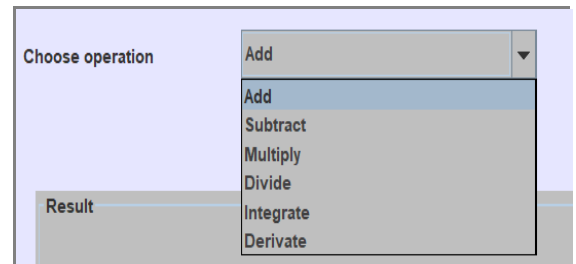 Choose operation Add
Add
Subtract
Multiply
Divide
Integrate
Derivate
Result